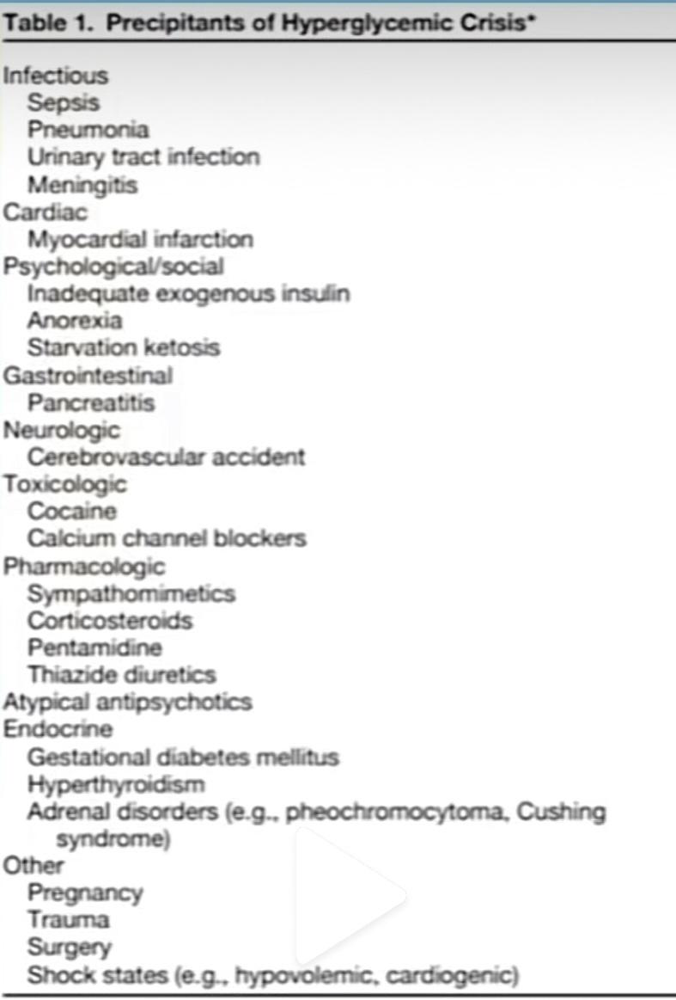 Table 1. Precipitants of Hyperglycemic Crisis*
Infectious
Sepsis
Pneumonia
Urinary tract infection
Meningitis
Cardiac
Myocardial infarction
Psychological/social
Inadequate exogenous insulin
Anorexia
Starvation ketosis
Gastrointestinal
Pancreatitis
Neurologic
Cerebrovascular accident
Toxicologic
Cocaine
Calcium channel blockers
Pharmacologic
Sympathomimetics
Corticosteroids
Pentamidine
Thiazide diuretics
Atypical antipsychotics
Endocrine
Gestational diabetes mellitus
Hyperthyroidism
Adrenal disorders (e.g., pheochromocytoma, Cushing
syndrome)
Other
Pregnancy
Trauma
Surgery
Shock states (e.g., hypovolemic, cardiogenic)